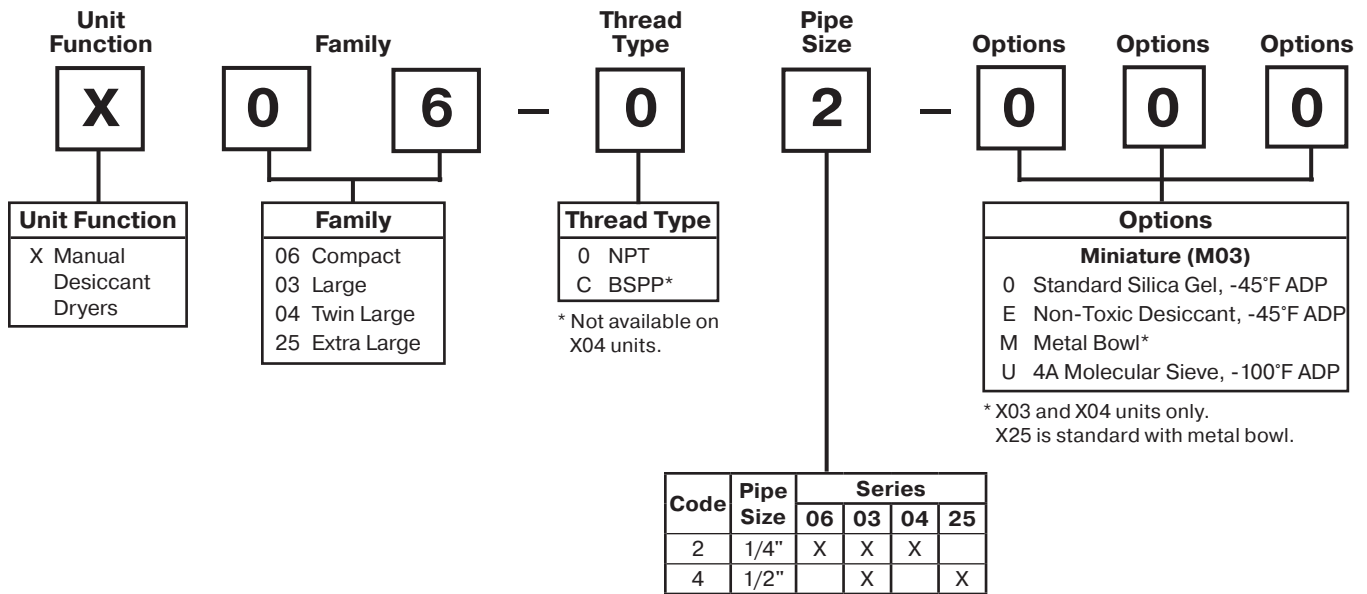 Unit
Function
Family
Thread
Type
Pipe
Size
Options
Options
Options
X
0
6
–
0
2
–
0
0
0
Unit Function
X Manual
Desiccant
Dryers
Family
06 Compact
03 Large
04 Twin Large
25 Extra Large
Thread Type
0 NPT
C BSPP*
* Not available on
X04 units.
Options
Miniature (M03)
0 Standard Silica Gel, -45°F ADP
E Non-Toxic Desiccant, -45°F ADP
M Metal Bowl*
U 4A Molecular Sieve, -100°F ADP
* X03 and X04 units only.
X25 is standard with metal bowl.
Code
Pipe
Size
Series
06 03 04 25
2 1/4" X X X
4 1/2" X X